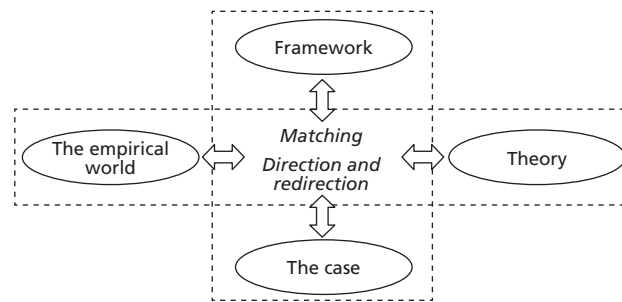 Framework
Matching
The empirical
world
Direction and
redirection
Theory
The case